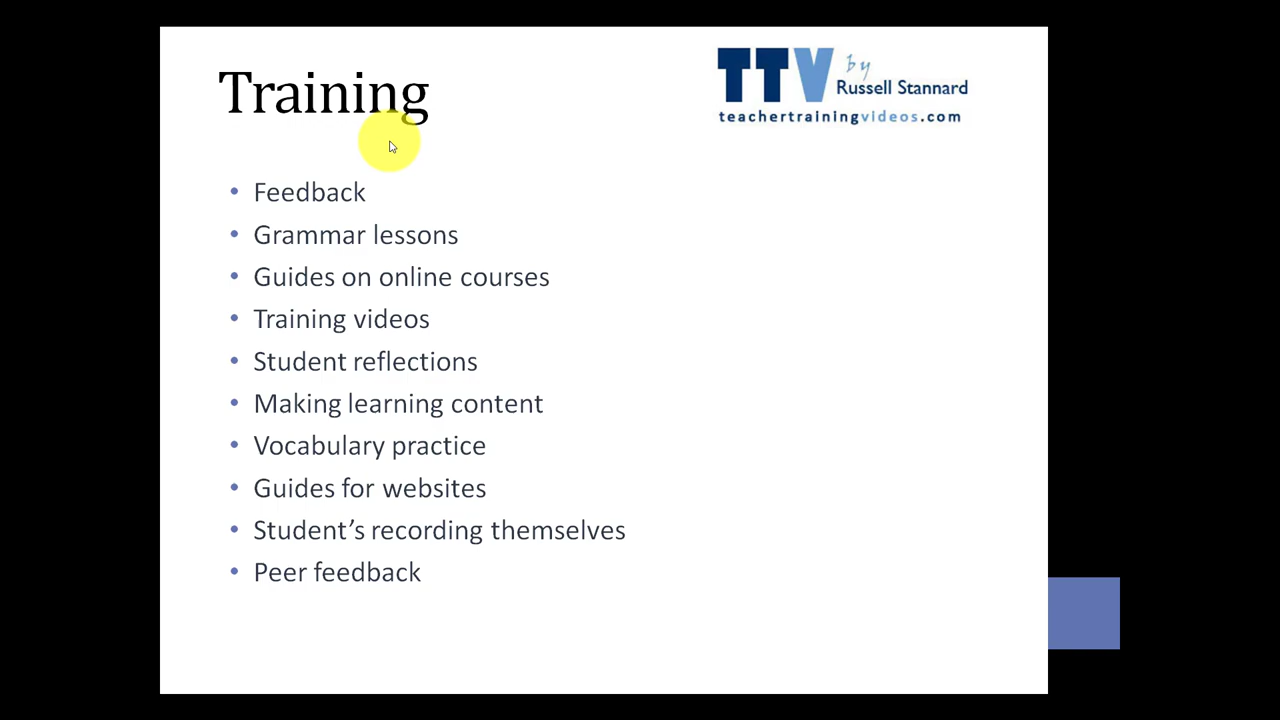 Training
TTV by
Russell Stannard
teachertrainingvideos.com
• Feedback
• Grammar lessons
• Guides on online courses
• Training videos
• Student reflections
• Making learning content
• Vocabulary practice
• Guides for websites
• Student’s recording themselves
• Peer feedback